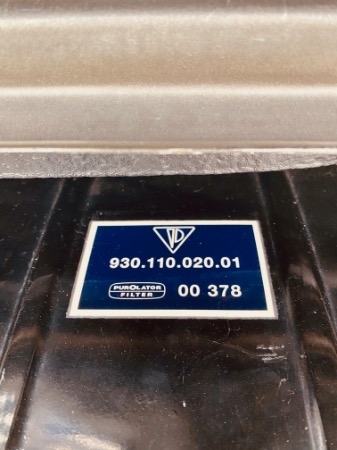 930.110.020.01
PUROLATOR
FILTER
00 378